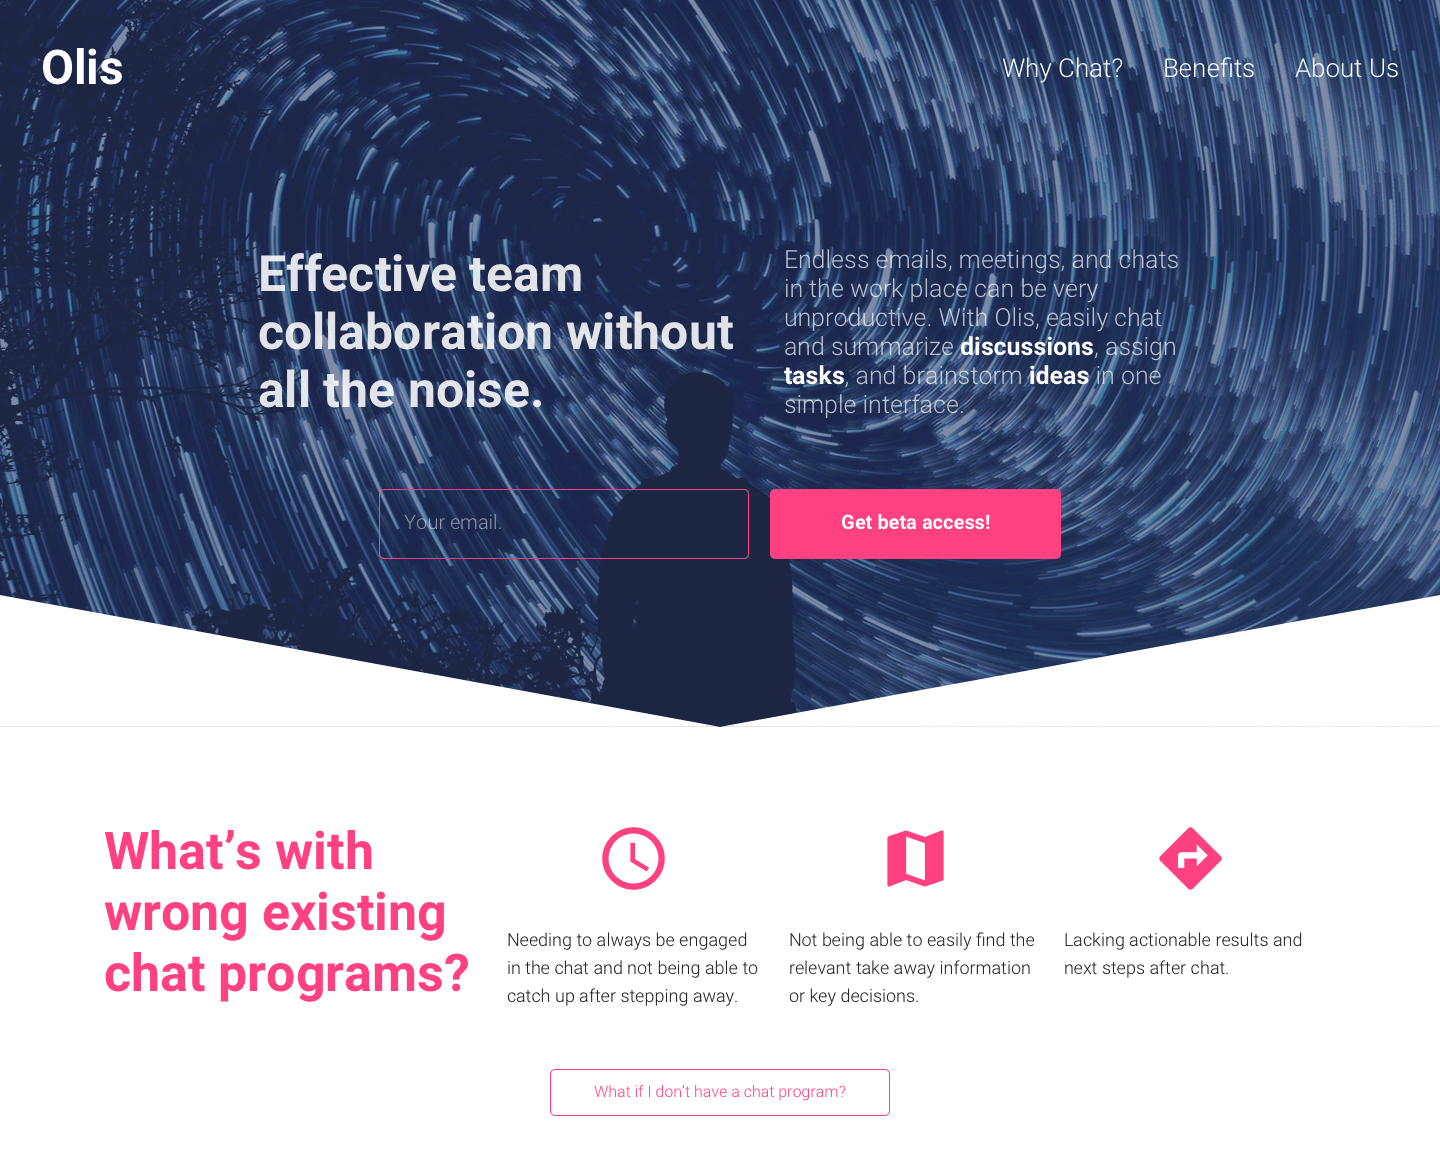 Olis
Why Chat?
Benefits
About Us
Effective team
collaboration without
all the noise.
Endless emails, meetings, and chats
in the work place can be very
unproductive. With Olis, easily chat
and summarize discussions, assign
tasks, and brainstorm ideas in one
simple interface.
Your email.
Get beta access!
What’s with
wrong existing
chat programs?
Needing to always be engaged
in the chat and not being able to
catch up after stepping away.
Not being able to easily find the
relevant take away information
or key decisions.
Lacking actionable results and
next steps after chat.
What if I don’t have a chat program?